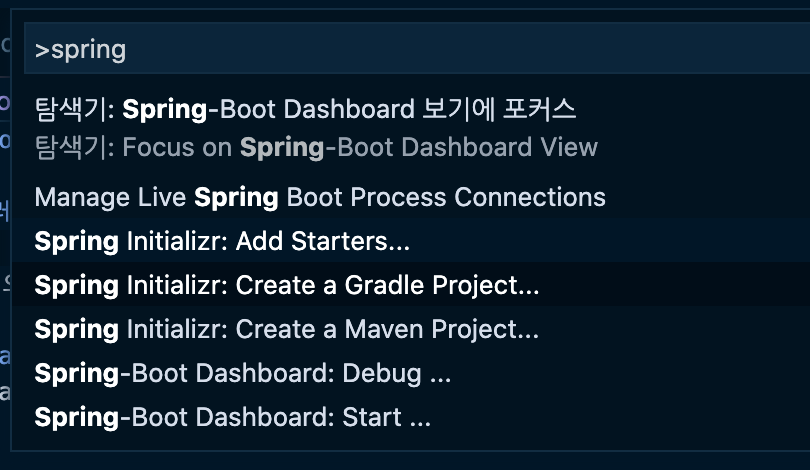 >spring
탐색기: Spring-Boot Dashboard 보기에 포커스
탐색기: Focus on Spring-Boot Dashboard View
Manage Live Spring Boot Process Connections
Spring Initializr: Add Starters...
Spring Initializr: Create a Gradle Project...
Spring Initializr: Create a Maven Project...
Spring-Boot Dashboard: Debug ...
Spring-Boot Dashboard: Start ...